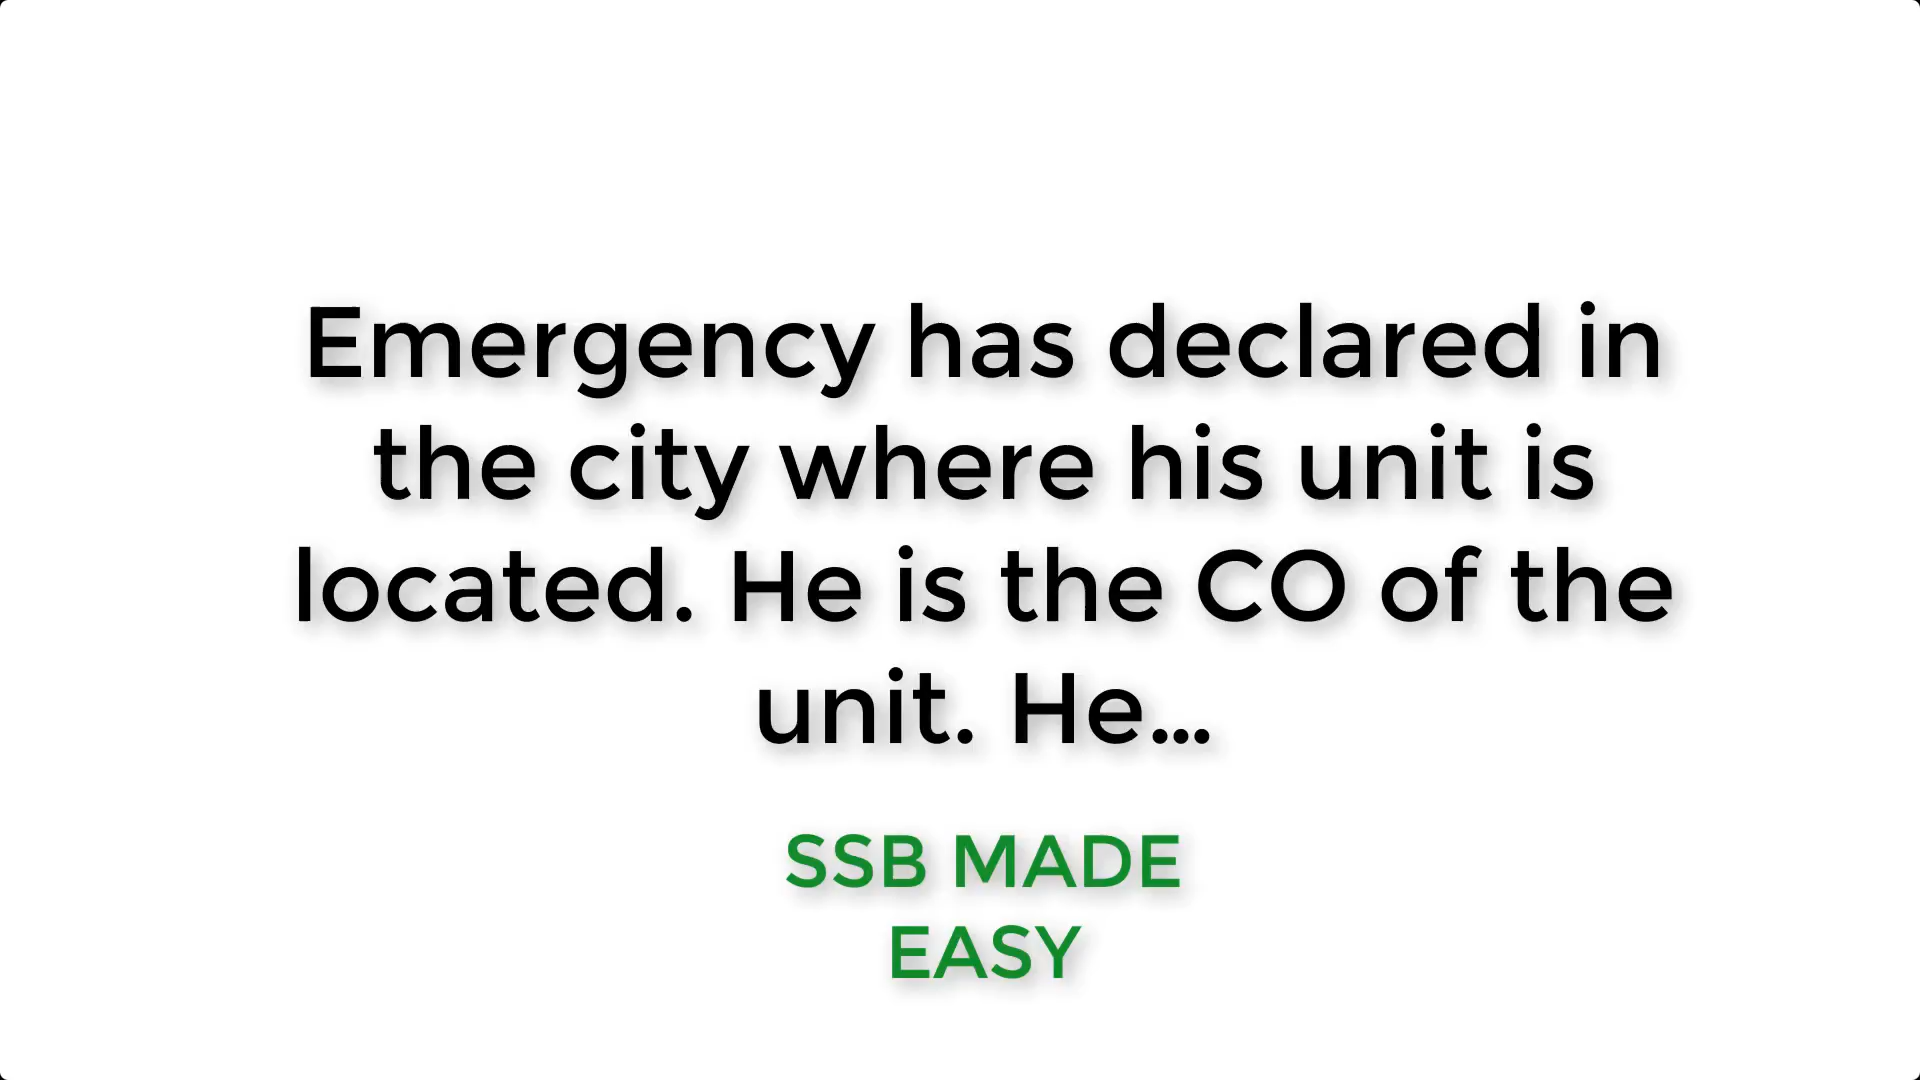 Emergency has declared in
the city where his unit is
located. He is the CO of the
unit. He...
SSB MADE
EASY